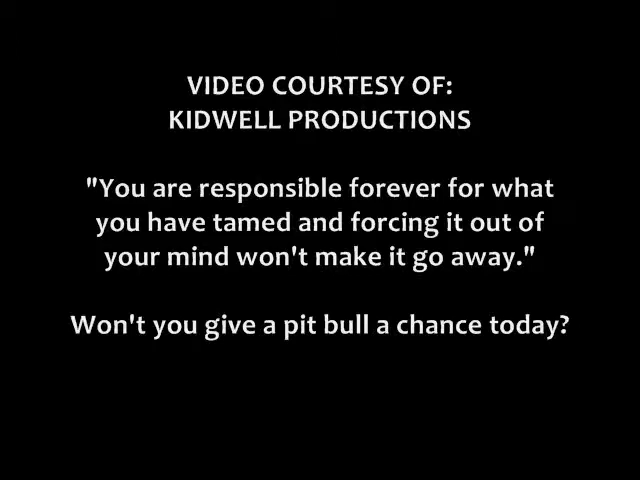 VIDEO COURTESY OF:
KIDWELL PRODUCTIONS
"You are responsible forever for what
you have tamed and forcing it out of
your mind won't make it go away."
Won't you give a pit bull a chance today?